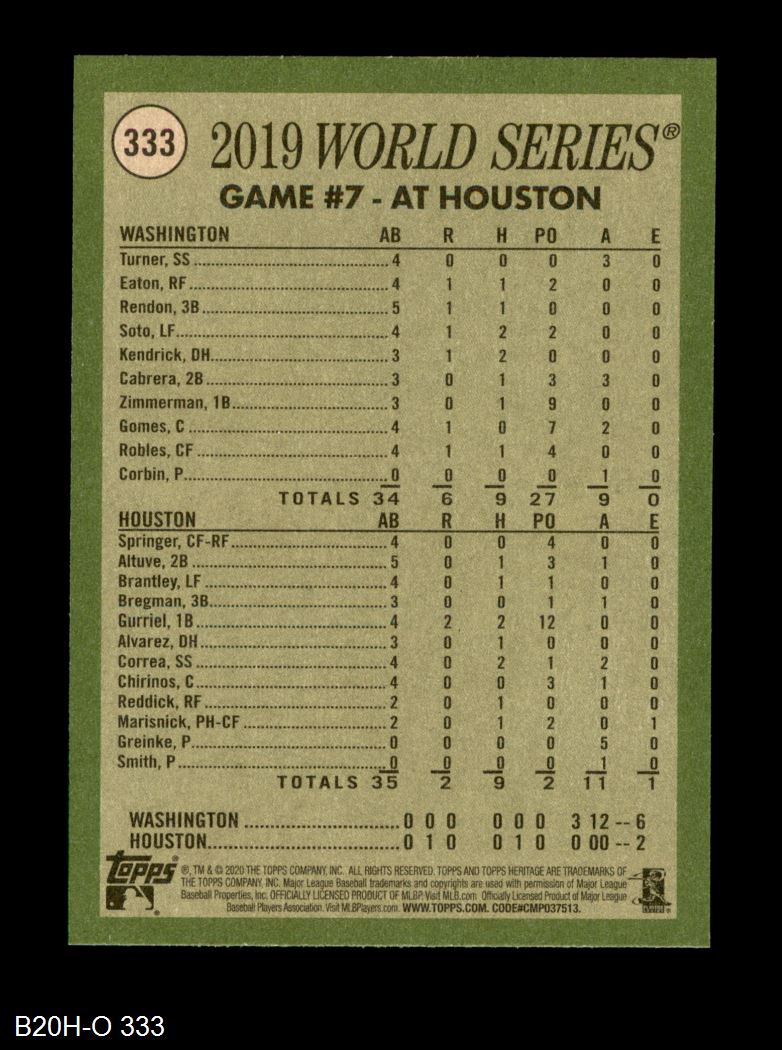 333 2019 WORLD SERIES®
GAME #7 - AT HOUSTON
WASHINGTON AB R H PO A E
Turner, SS 4 0 0 0 3 0
Eaton, RF 4 1 1 2 0 0
Rendon, 3B 5 1 1 0 0 0
Soto, LF 4 1 2 2 0 0
Kendrick, DH 3 1 2 0 0 0
Cabrera, 2B 3 0 1 3 3 0
Zimmerman, 1B 3 0 1 9 0 0
Gomes, C 4 1 0 7 2 0
Robles, CF 4 1 1 4 0 0
Corbin, P 0 0 0 0 1 0
TOTALS 34 6 9 27 9 0
HOUSTON AB R H PO A E
Springer, CF-RF 4 0 0 4 0 0
Altuve, 2B 5 0 1 3 1 0
Brantley, LF 4 0 1 1 0 0
Bregman, 3B 3 0 0 1 1 0
Gurriel, 1B 4 2 2 12 0 0
Alvarez, DH 3 0 1 0 0 0
Correa, SS 4 0 2 1 2 0
Chirinos, C 4 0 0 3 1 0
Reddick, RF 2 0 1 0 0 0
Marisnick, PH-CF 2 0 1 2 0 1
Greinke, P 0 0 0 0 5 0
Smith, P 0 0 0 0 1 0
TOTALS 35 2 9 2 11 1
WASHINGTON 0 0 0 0 0 0 3 12 -- 6
HOUSTON 0 1 0 0 1 0 0 00 -- 2
Topps ®, TM & © 2020 THE TOPPS COMPANY, INC. ALL RIGHTS RESERVED. TOPPS AND TOPPS HERITAGE ARE TRADEMARKS OF
THE TOPPS COMPANY, INC. Major League Baseball trademarks and copyrights are used with permission of Major League
Baseball Properties, Inc. OFFICIALLY LICENSED PRODUCT OF MLBP. Visit MLB.com Officially Licensed Product of Major League
Baseball Players Association. Visit MLBPlayers.com. WWW.TOPPS.COM. CODE#CMP037513.
B20H-O 333